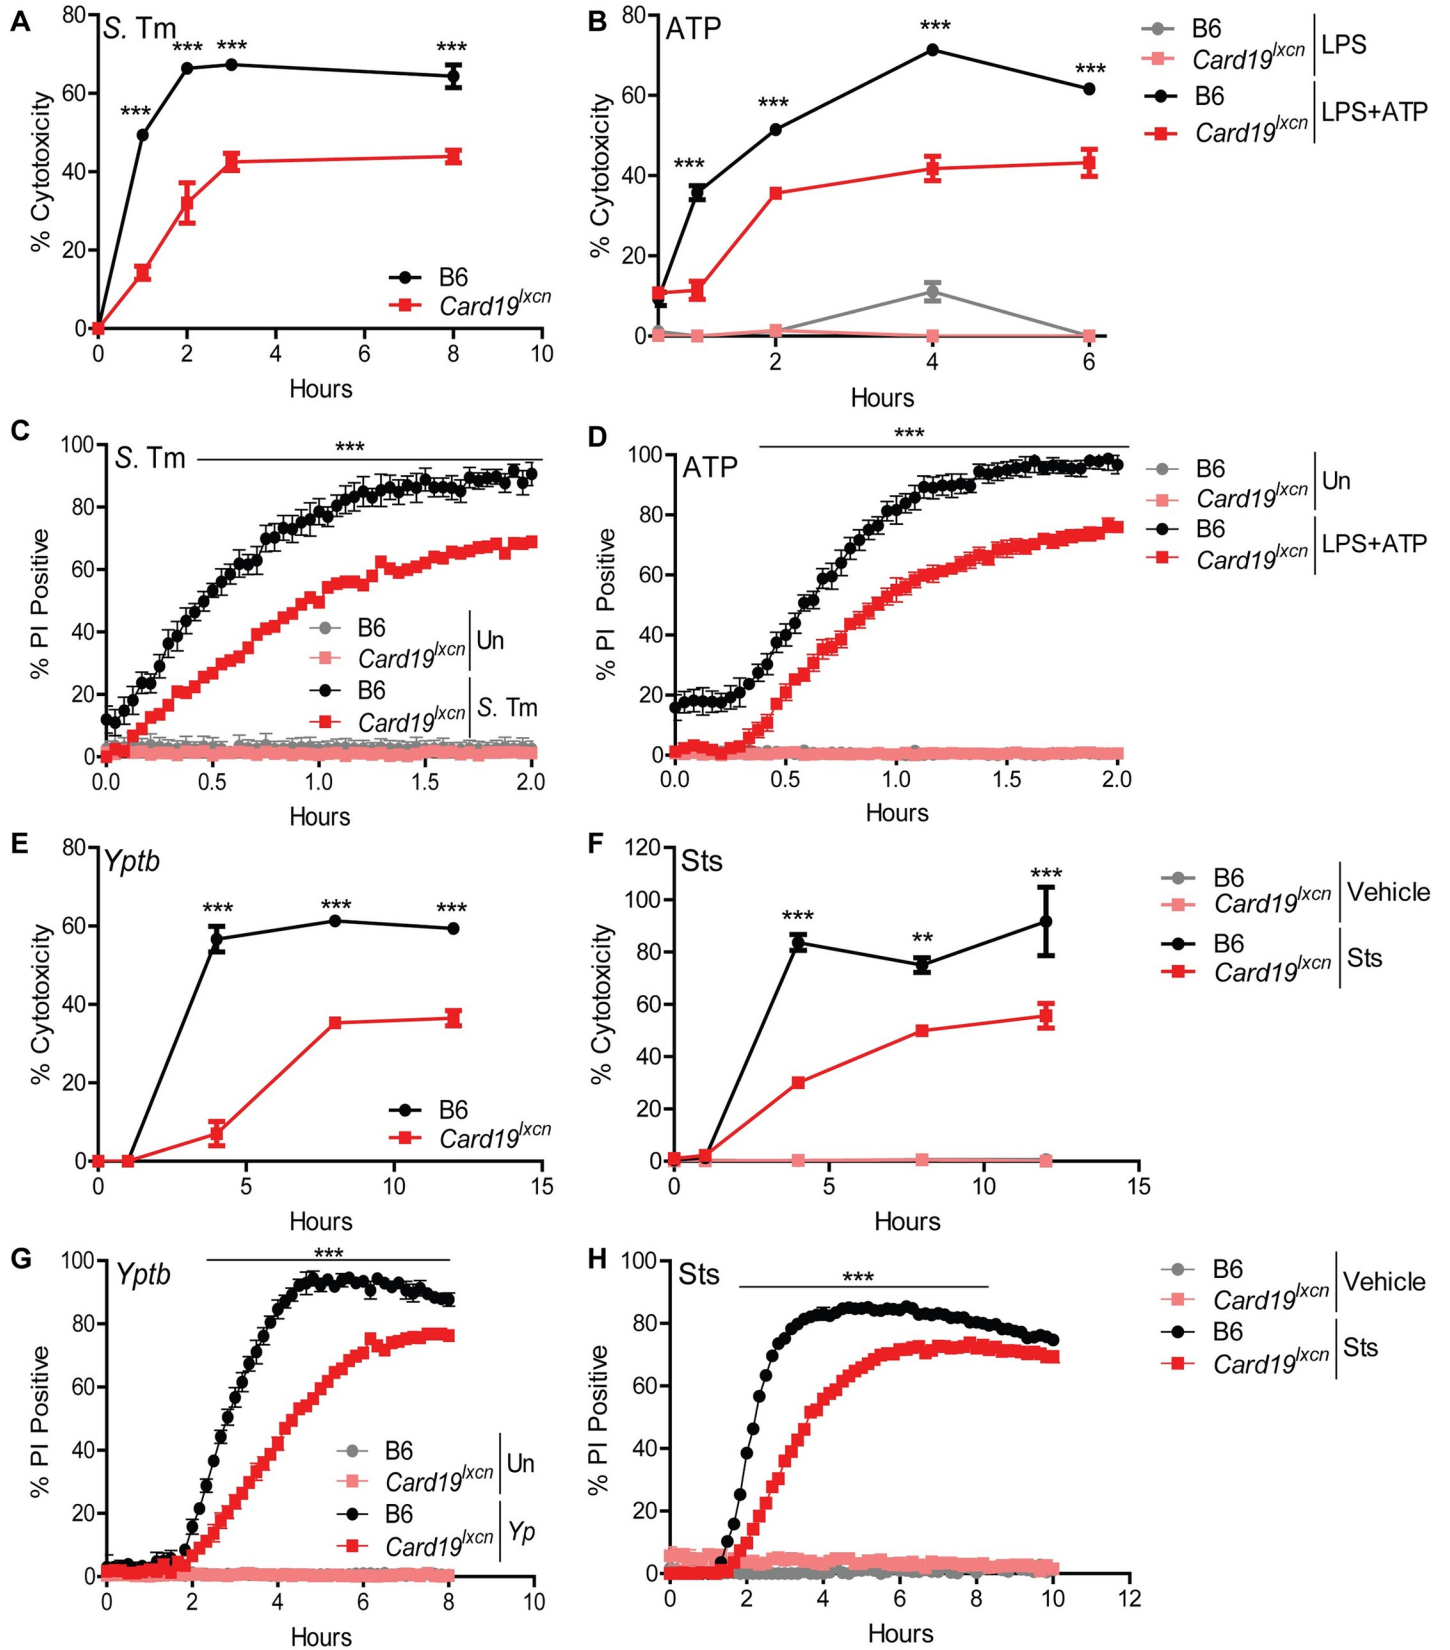 A
S. Tm
% Cytotoxicity
80
60
40
20
0
***
***
***
***
B6
Card19lxcn
0 2 4 6 8 10
Hours
B
ATP
% Cytotoxicity
80
60
40
20
0
***
***
***
***
2 4 6
Hours
B6
Card19lxcn
LPS
B6
Card19lxcn
LPS+ATP
C
S. Tm
***
% PI Positive
100
80
60
40
20
0
B6
Card19lxcn
Un
B6
Card19lxcn
S. Tm
0.0 0.5 1.0 1.5 2.0
Hours
D
ATP
***
% PI Positive
100
80
60
40
20
0
0.0 0.5 1.0 1.5 2.0
Hours
B6
Card19lxcn
Un
B6
Card19lxcn
LPS+ATP
E
Yptb
% Cytotoxicity
80
60
40
20
0
***
***
***
B6
Card19lxcn
0 5 10 15
Hours
F
Sts
% Cytotoxicity
120
100
80
60
40
20
0
***
**
***
0 5 10 15
Hours
B6
Card19lxcn
Vehicle
B6
Card19lxcn
Sts
G
Yptb
***
% PI Positive
100
80
60
40
20
0
B6
Card19lxcn
Un
B6
Card19lxcn
Yp
0 2 4 6 8 10
Hours
H
Sts
***
% PI Positive
100
80
60
40
20
0
0 2 4 6 8 10 12
Hours
B6
Card19lxcn
Vehicle
B6
Card19lxcn
Sts